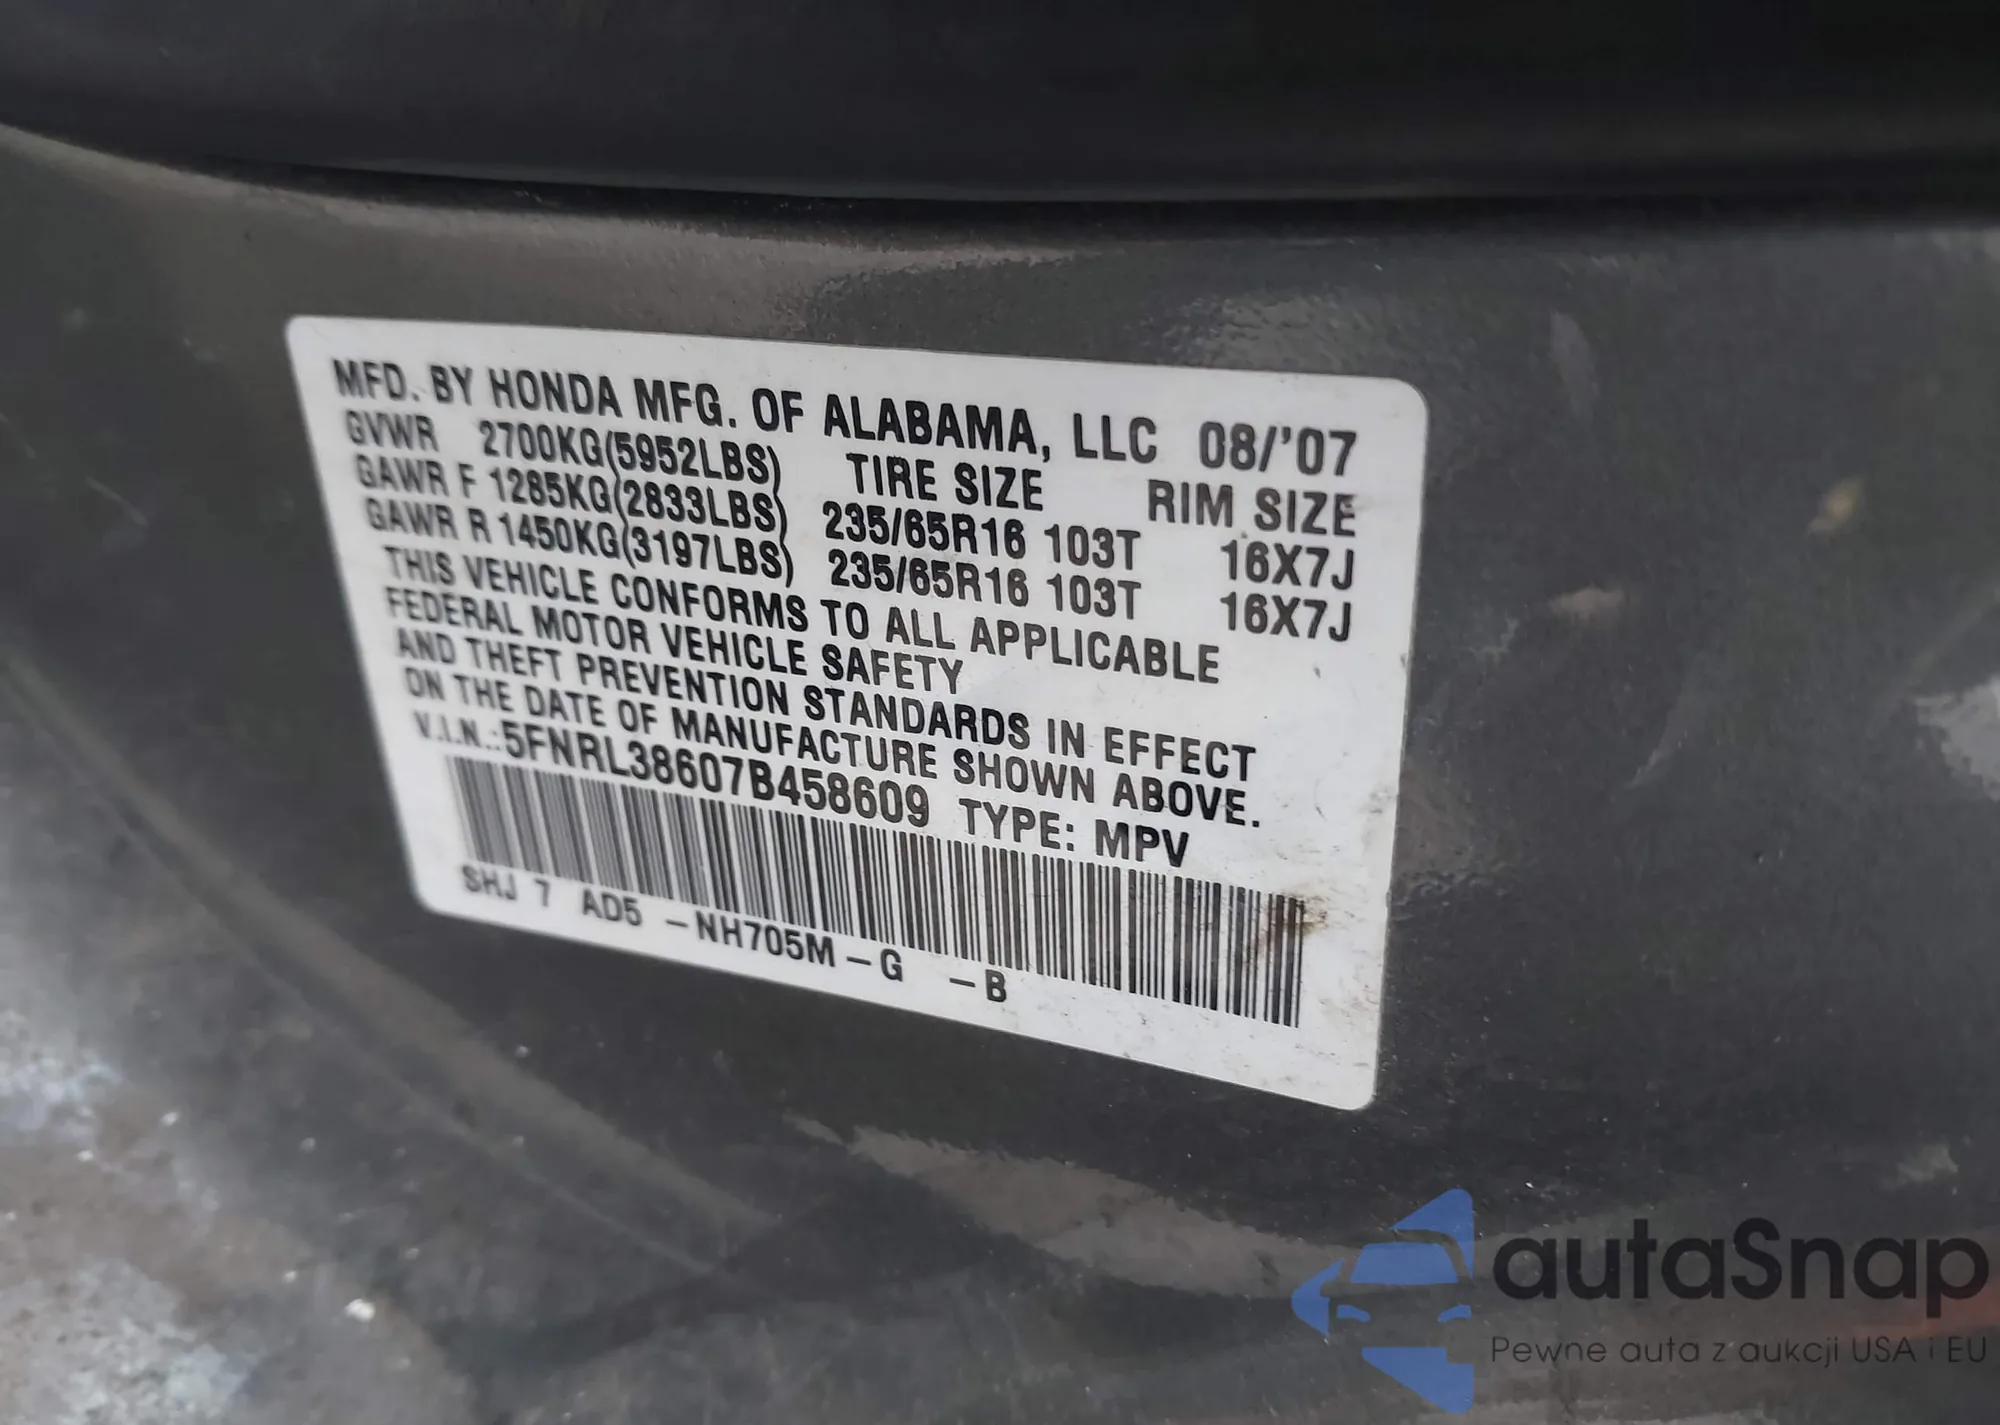 MFD. BY HONDA MFG. OF ALABAMA, LLC 08/'07
GVWR 2700KG(5952LBS) TIRE SIZE RIM SIZE
GAWR F 1285KG(2833LBS) 235/65R16 103T 16X7J
GAWR R 1450KG(3197LBS) 235/65R16 103T 16X7J
THIS VEHICLE CONFORMS TO ALL APPLICABLE
FEDERAL MOTOR VEHICLE SAFETY
AND THEFT PREVENTION STANDARDS IN EFFECT
ON THE DATE OF MANUFACTURE SHOWN ABOVE.
V.I.N.:5FNRL38607B458609 TYPE: MPV
SHJ 7 AD5 -NH705M-G -B
autaSnap
Pewne auta z aukcji USA i EU